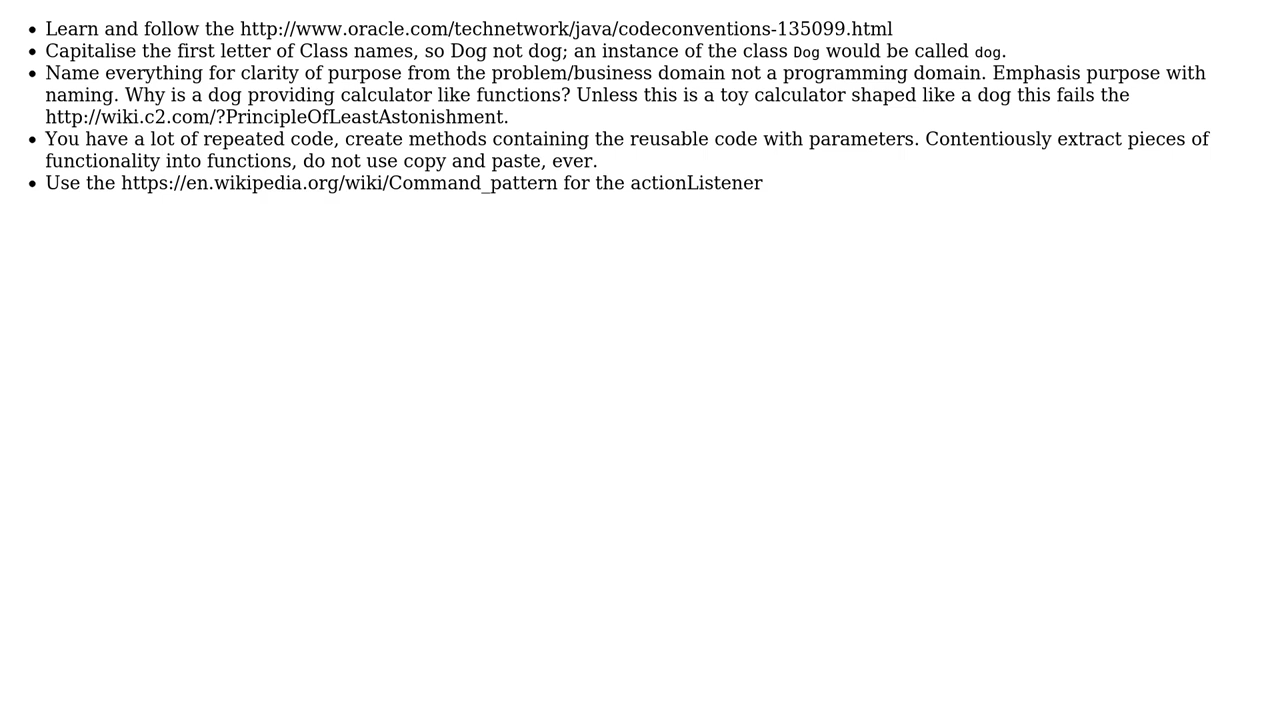 • Learn and follow the http://www.oracle.com/technetwork/java/codeconventions-135099.html
• Capitalise the first letter of Class names, so Dog not dog; an instance of the class Dog would be called dog.
• Name everything for clarity of purpose from the problem/business domain not a programming domain. Emphasis purpose with
naming. Why is a dog providing calculator like functions? Unless this is a toy calculator shaped like a dog this fails the
http://wiki.c2.com/?PrincipleOfLeastAstonishment.
• You have a lot of repeated code, create methods containing the reusable code with parameters. Contentiously extract pieces of
functionality into functions, do not use copy and paste, ever.
• Use the https://en.wikipedia.org/wiki/Command_pattern for the actionListener